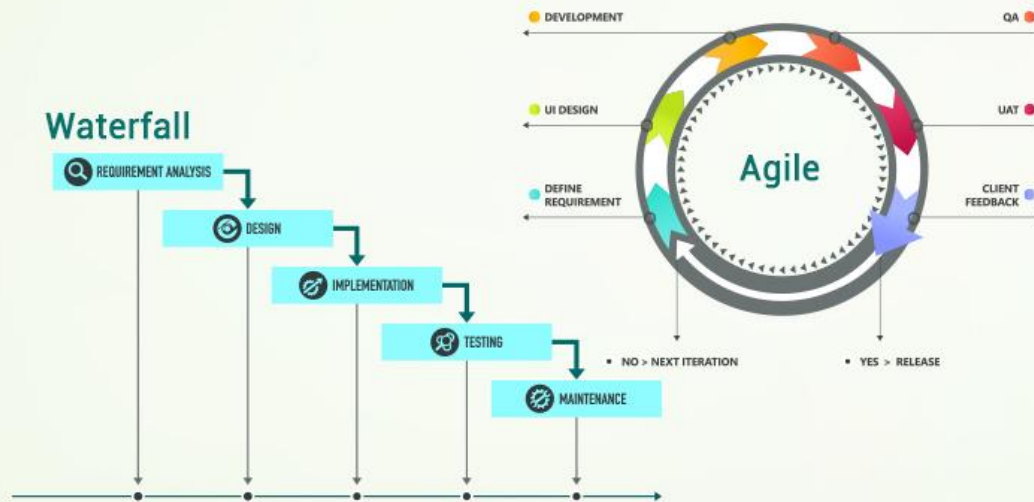 Waterfall
REQUIREMENT ANALYSIS
DESIGN
IMPLEMENTATION
TESTING
MAINTENANCE
Agile
DEFINE
REQUIREMENT
UI DESIGN
DEVELOPMENT
QA
UAT
CLIENT
FEEDBACK
• NO > NEXT ITERATION
• YES > RELEASE